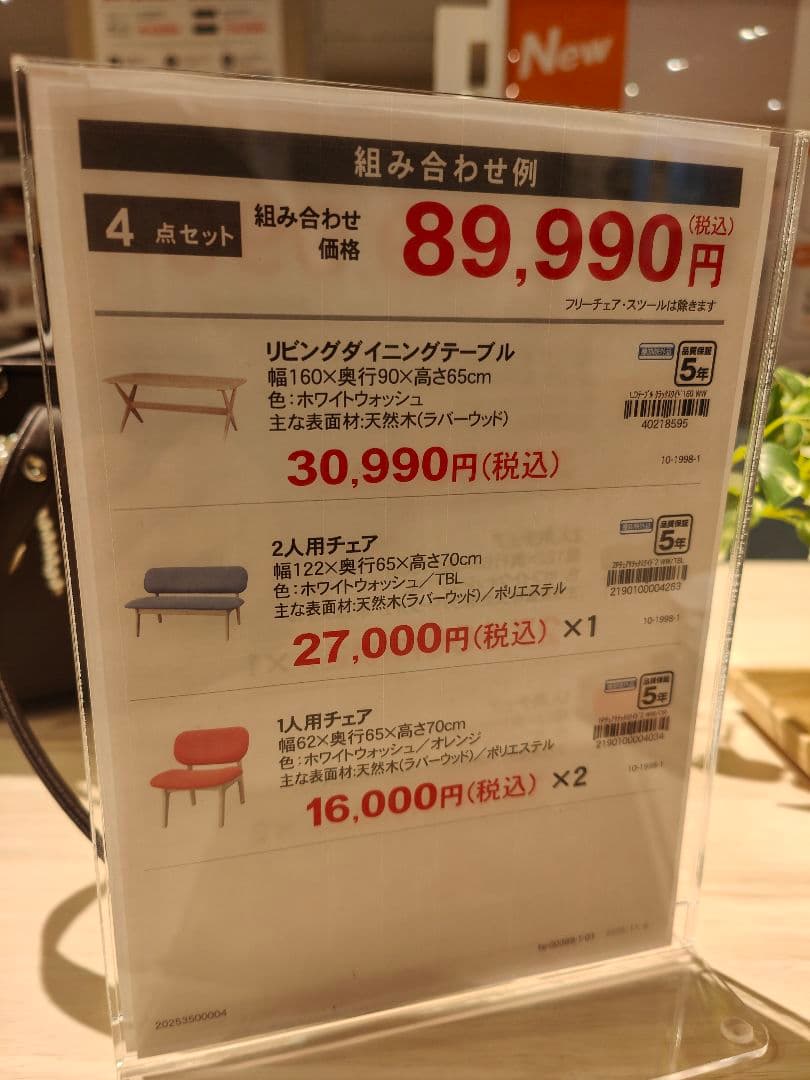 New
組み合わせ例
4 点セット
組み合わせ
価格
89,990円
(税込)
フリーチェア・スツールは除きます
リビングダイニングテーブル
幅160×奥行90×高さ65cm
色:ホワイトウォッシュ
主な表面材:天然木(ラバーウッド)
30,990円(税込)
品質保証
5年
40218595
10-1998-1
2人用チェア
幅122×奥行65×高さ70cm
色:ホワイトウォッシュ/TBL
主な表面材:天然木(ラバーウッド)/ポリエステル
27,000円(税込) ×1
品質保証
5年
2190100004263
10-1998-1
1人用チェア
幅62×奥行65×高さ70cm
色:ホワイトウォッシュ/オレンジ
主な表面材:天然木(ラバーウッド)/ポリエステル
16,000円(税込) ×2
品質保証
5年
2190100004034
10-1998-1
20253500004